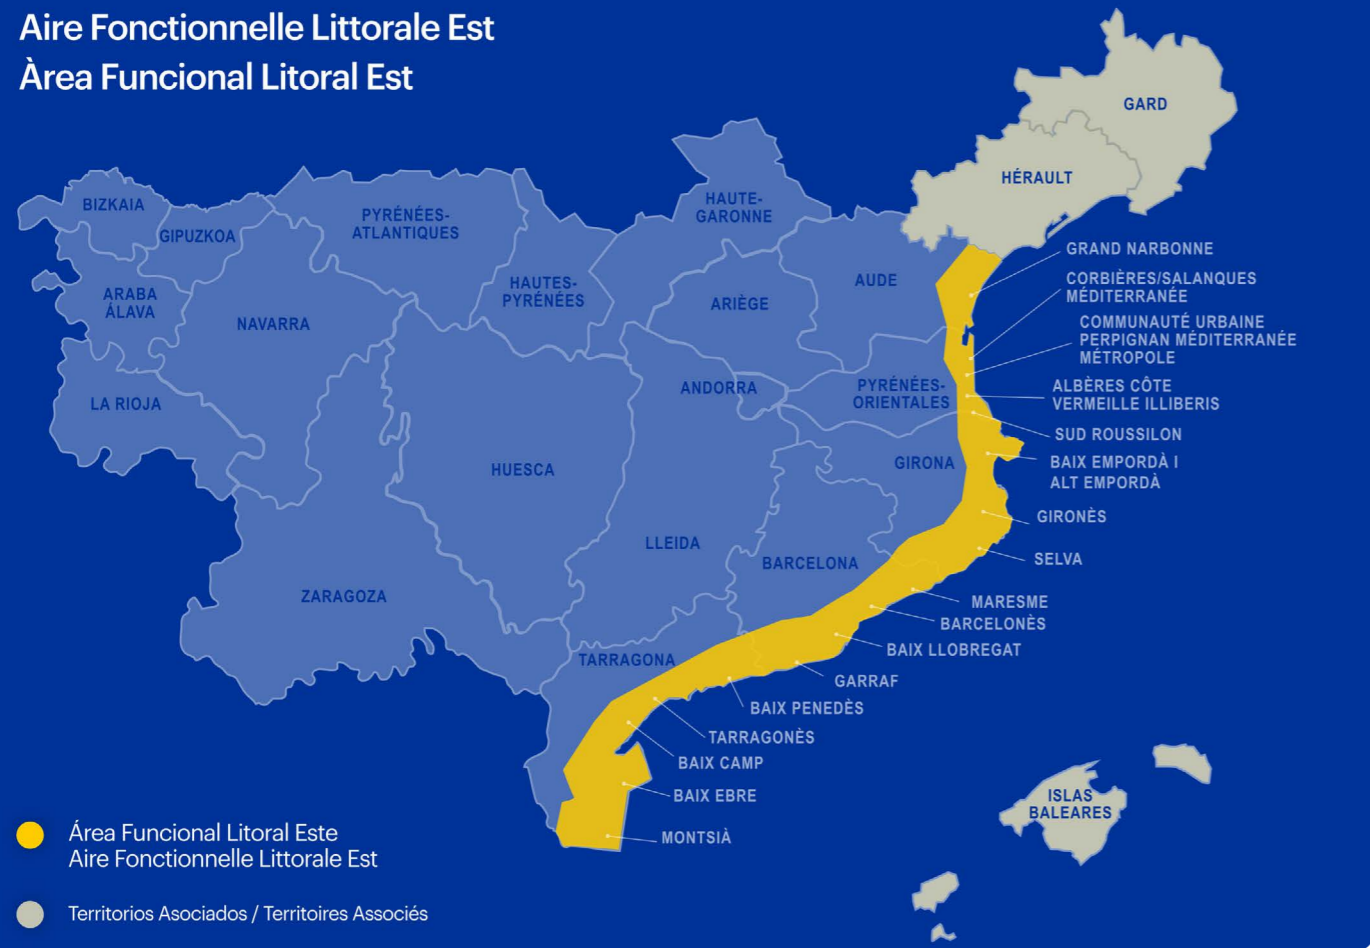 Aire Fonctionnelle Littorale Est
Àrea Funcional Litoral Est
GARD
HÉRAULT
HAUTE-
GARONNE
BIZKAIA
GIPUZKOA
PYRÉNÉES-
ATLANTIQUES
GRAND NARBONNE
HAUTES-
PYRÉNÉES
AUDE
CORBIÈRES/SALANQUES
MÉDITERRANÉE
ARABA
ÁLAVA
ARIÈGE
NAVARRA
COMMUNAUTÉ URBAINE
PERPIGNAN MÉDITERRANÉE
MÉTROPOLE
ANDORRA
PYRÉNÉES-
ORIENTALES
ALBÈRES CÔTE
VERMEILLE ILLIBERIS
LA RIOJA
SUD ROUSSILON
HUESCA
GIRONA
BAIX EMPORDÀ I
ALT EMPORDÀ
GIRONÈS
LLEIDA
BARCELONA
SELVA
ZARAGOZA
MARESME
BARCELONÈS
BAIX LLOBREGAT
TARRAGONA
GARRAF
BAIX PENEDÈS
TARRAGONÈS
BAIX CAMP
BAIX EBRE
MONTSIÀ
ISLAS
BALEARES
Área Funcional Litoral Este
Aire Fonctionnelle Littorale Est
Territorios Asociados / Territoires Associés